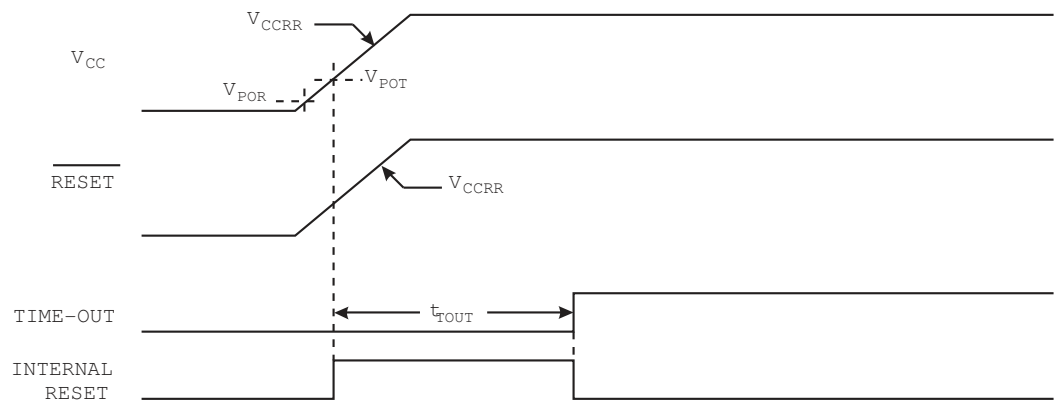 VCCRR
VCC
VPOT
VPOR
RESET
VCCRR
TIME-OUT
tTOUT
INTERNAL
RESET